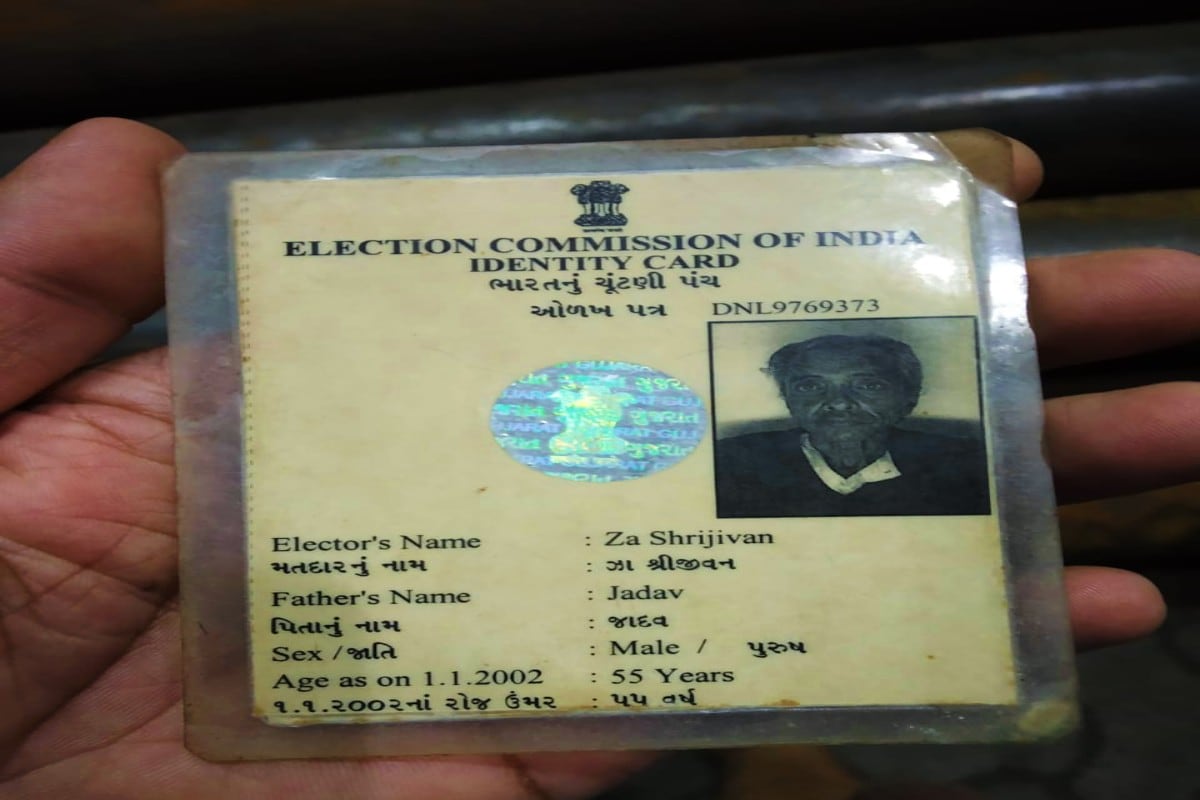 ELECTION COMMISSION OF INDIA
IDENTITY CARD
ભારતનું ચૂંટણી પંચ
ઓળખ પત્ર DNL9769373
ગુજરાત
GUJARAT
Elector's Name : Za Shrijivan
મતદારનું નામ : ઝા શ્રીજીવન
Father's Name : Jadav
પિતાનું નામ : જાદવ
Sex /જાતિ : Male / પુરુષ
Age as on 1.1.2002 : 55 Years
૧.૧.૨૦૦૨નાં રોજ ઉંમર : ૫૫ વર્ષ